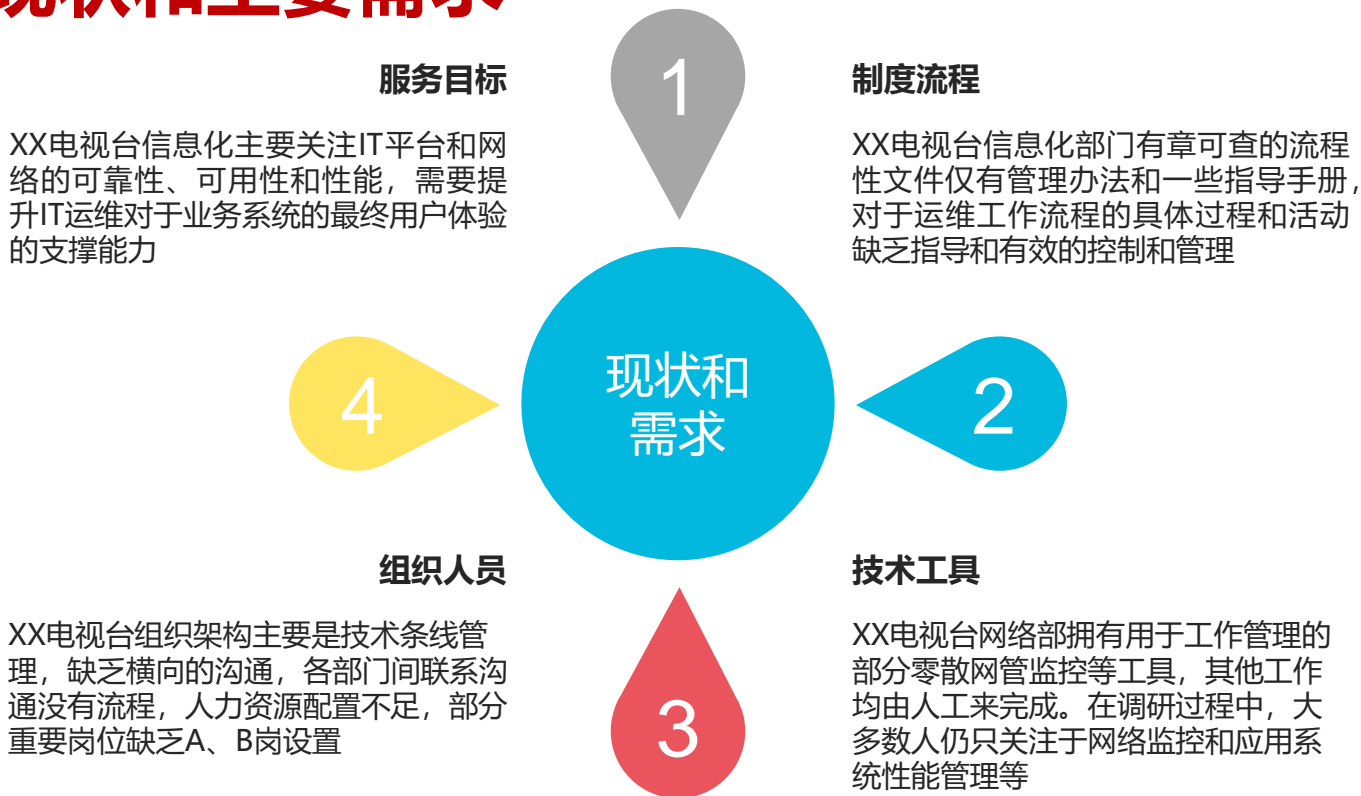 现状和主要需求
1
服务目标
XX电视台信息化主要关注IT平台和网
络的可靠性、可用性和性能，需要提
升IT运维对于业务系统的最终用户体验
的支撑能力
制度流程
XX电视台信息化部门有章可查的流程
性文件仅有管理办法和一些指导手册，
对于运维工作流程的具体过程和活动
缺乏指导和有效的控制和管理
4
现状和
需求
2
组织人员
XX电视台组织架构主要是技术条线管
理，缺乏横向的沟通，各部门间联系沟
通没有流程，人力资源配置不足，部分
重要岗位缺乏A、B岗设置
3
技术工具
XX电视台网络部拥有用于工作管理的
部分零散网管监控等工具，其他工作
均由人工来完成。在调研过程中，大
多数人仍只关注于网络监控和应用系
统性能管理等